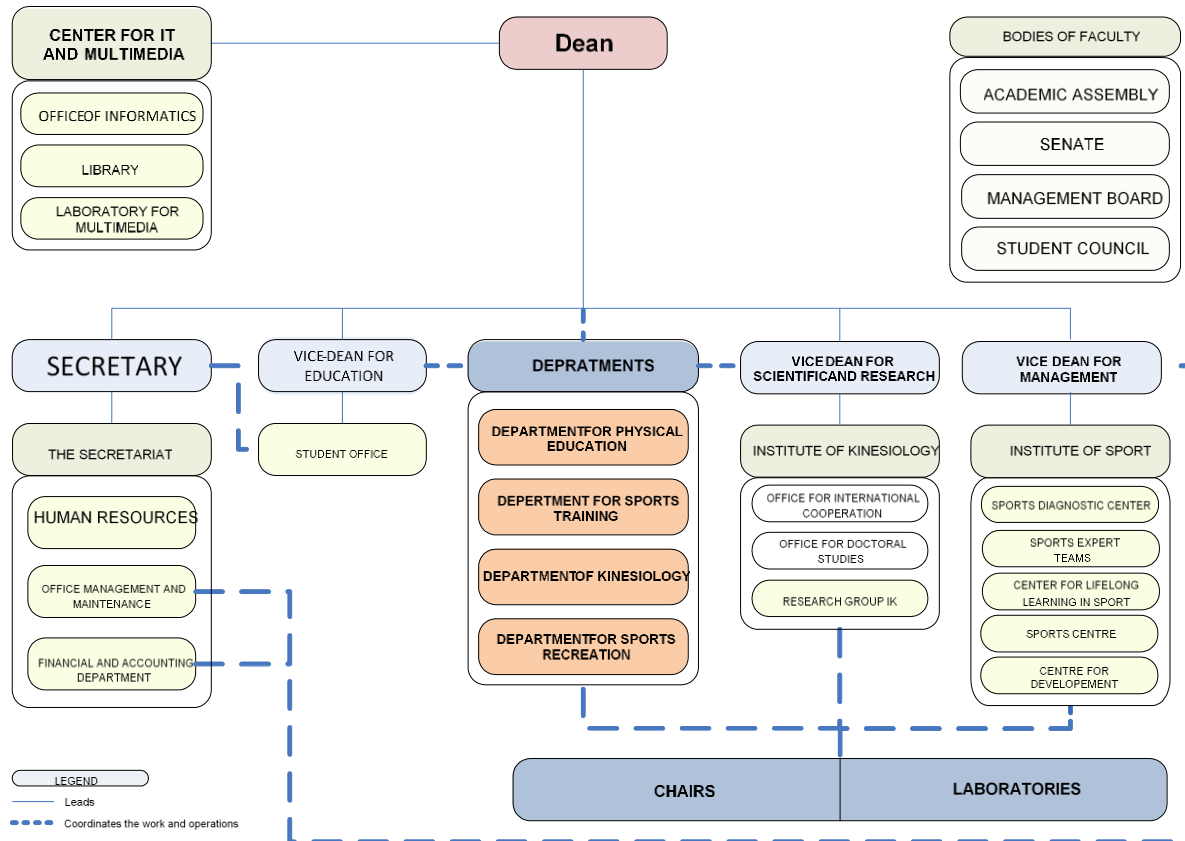 CENTER FOR IT
AND MULTIMEDIA
OFFICEOF INFORMATICS
LIBRARY
LABORATORY FOR
MULTIMEDIA
Dean
BODIES OF FACULTY
ACADEMIC ASSEMBLY
SENATE
MANAGEMENT BOARD
STUDENT COUNCIL
SECRETARY
THE SECRETARIAT
HUMAN RESOURCES
OFFICE MANAGEMENT AND
MAINTENANCE
FINANCIAL AND ACCOUNTING
DEPARTMENT
VICE-DEAN FOR
EDUCATION
STUDENT OFFICE
DEPRATMENTS
DEPARTMENTFOR PHYSICAL
EDUCATION
DEPERTMENT FOR SPORTS
TRAINING
DEPARTMENTOF KINESIOLOGY
DEPARTMENTFOR SPORTS
RECREATION
VICE DEAN FOR
SCIENTIFICAND RESEARCH
INSTITUTE OF KINESIOLOGY
OFFICE FOR INTERNATIONAL
COOPERATION
OFFICE FOR DOCTORAL
STUDIES
RESEARCH GROUP IK
VICE DEAN FOR
MANAGEMENT
INSTITUTE OF SPORT
SPORTS DIAGNOSTIC CENTER
SPORTS EXPERT
TEAMS
CENTER FOR LIFELONG
LEARNING IN SPORT
SPORTS CENTRE
CENTRE FOR
DEVELOPEMENT
CHAIRS
LABORATORIES
LEGEND
Leads
Coordinates the work and operations